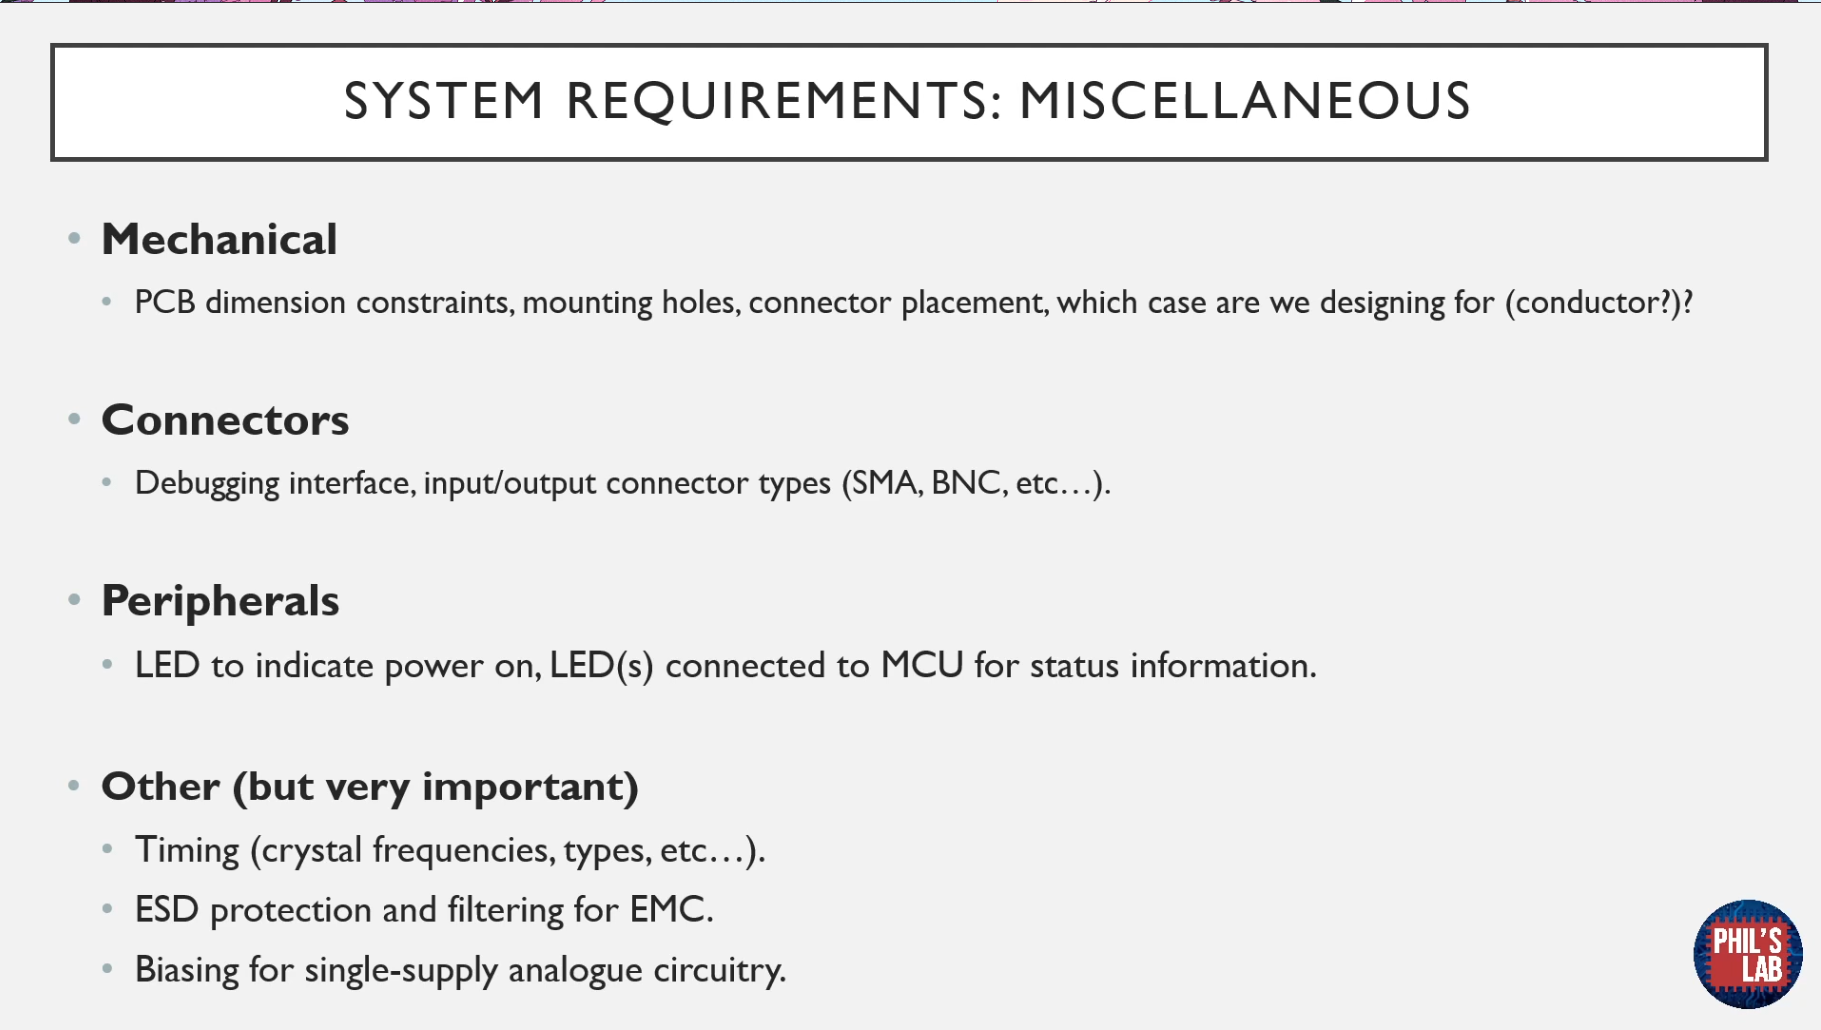 SYSTEM REQUIREMENTS: MISCELLANEOUS
• Mechanical
• PCB dimension constraints, mounting holes, connector placement, which case are we designing for (conductor?)?
• Connectors
• Debugging interface, input/output connector types (SMA, BNC, etc…).
• Peripherals
• LED to indicate power on, LED(s) connected to MCU for status information.
• Other (but very important)
• Timing (crystal frequencies, types, etc…).
• ESD protection and filtering for EMC.
• Biasing for single-supply analogue circuitry.
PHIL'S
LAB